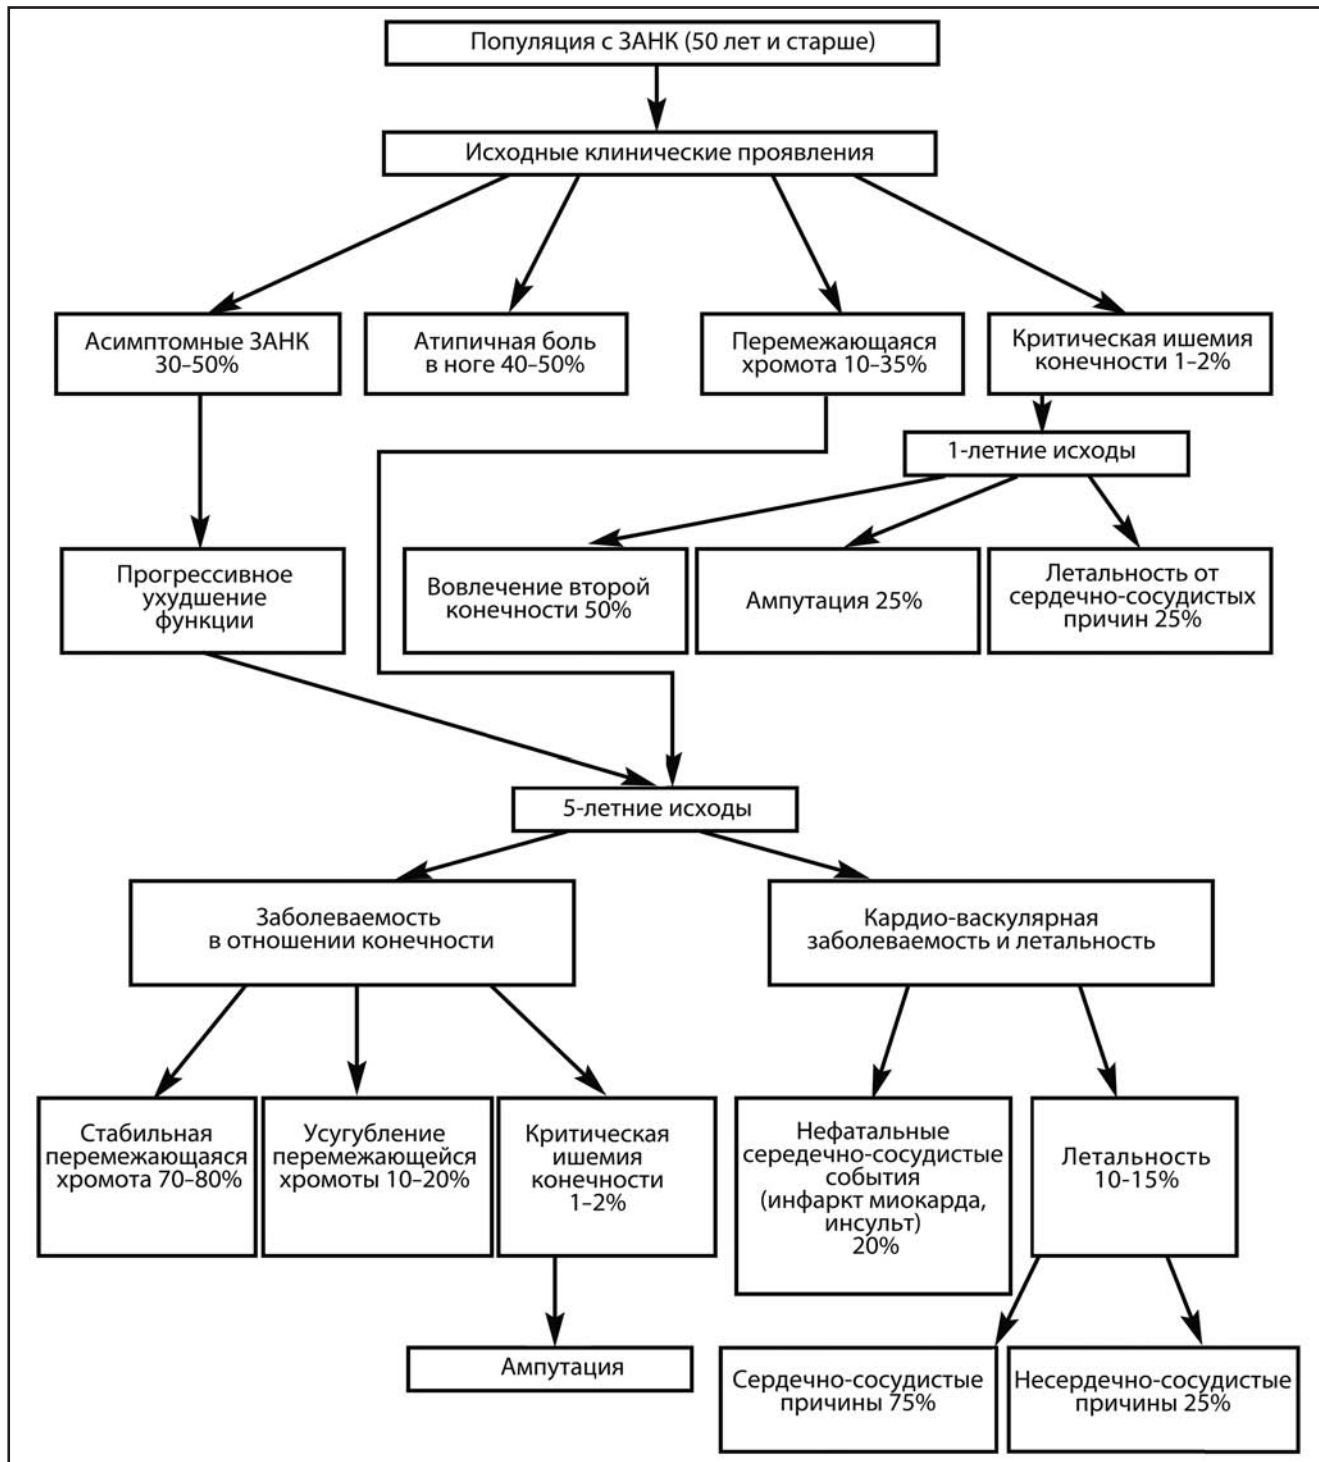 Популяция с ЗАНК (50 лет и старше)
Исходные клинические проявления
Асимптомные ЗАНК
30–50%
Атипичная боль
в ноге 40–50%
Перемежающаяся
хромота 10–35%
Критическая ишемия
конечности 1–2%
1-летние исходы
Прогрессивное
ухудшение
функции
Вовлечение второй
конечности 50%
Ампутация 25%
Летальность от
сердечно-сосудистых
причин 25%
5-летние исходы
Заболеваемость
в отношении конечности
Кардио-васкулярная
заболеваемость и летальность
Стабильная
перемежающаяся
хромота 70–80%
Усугубление
перемежающейся
хромоты 10–20%
Критическая
ишемия
конечности
1–2%
Нефатальные
середечно-сосудистые
события
(инфаркт миокарда,
инсульт)
20%
Летальность
10-15%
Ампутация
Сердечно-сосудистые
причины 75%
Несердечно-сосудистые
причины 25%